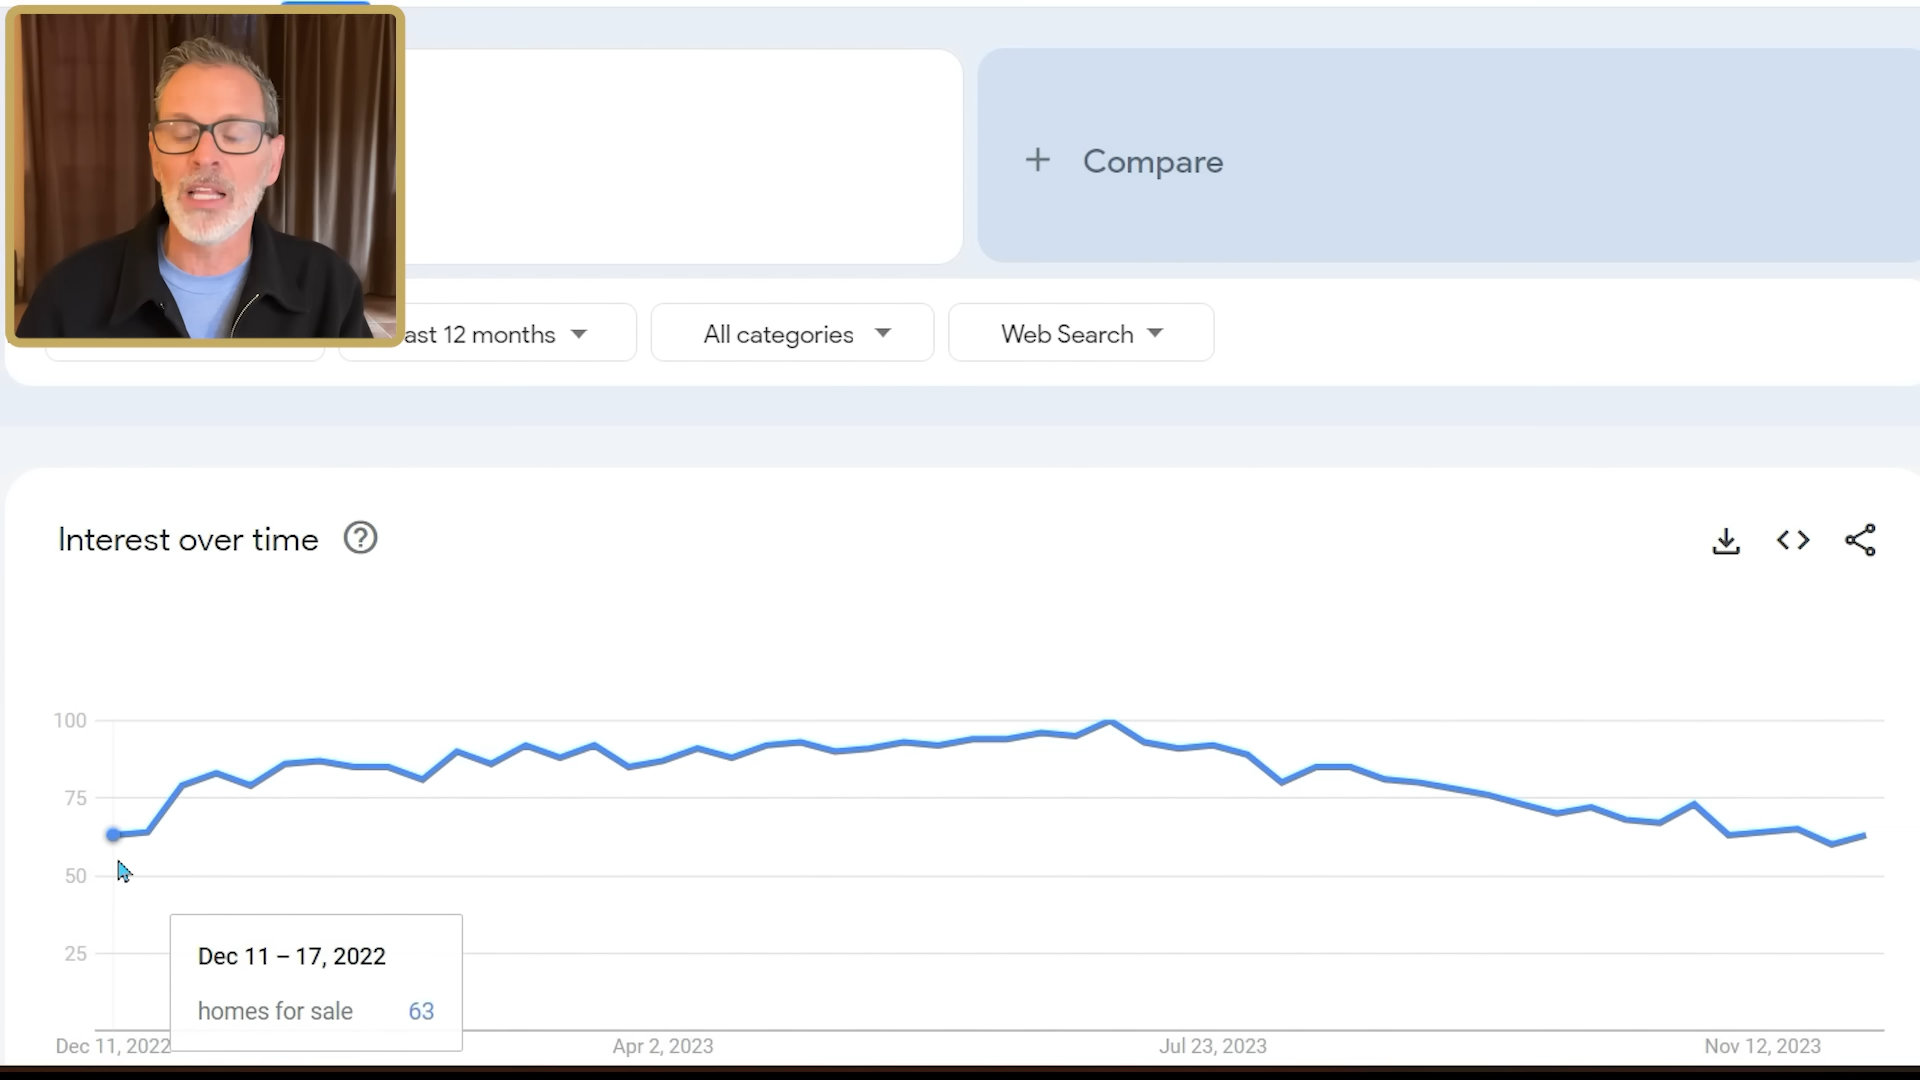 + Compare
ast 12 months
All categories
Web Search
Interest over time ?
100
75
50
25
Dec 11 – 17, 2022
homes for sale 63
Dec 11, 2022
Apr 2, 2023
Jul 23, 2023
Nov 12, 2023